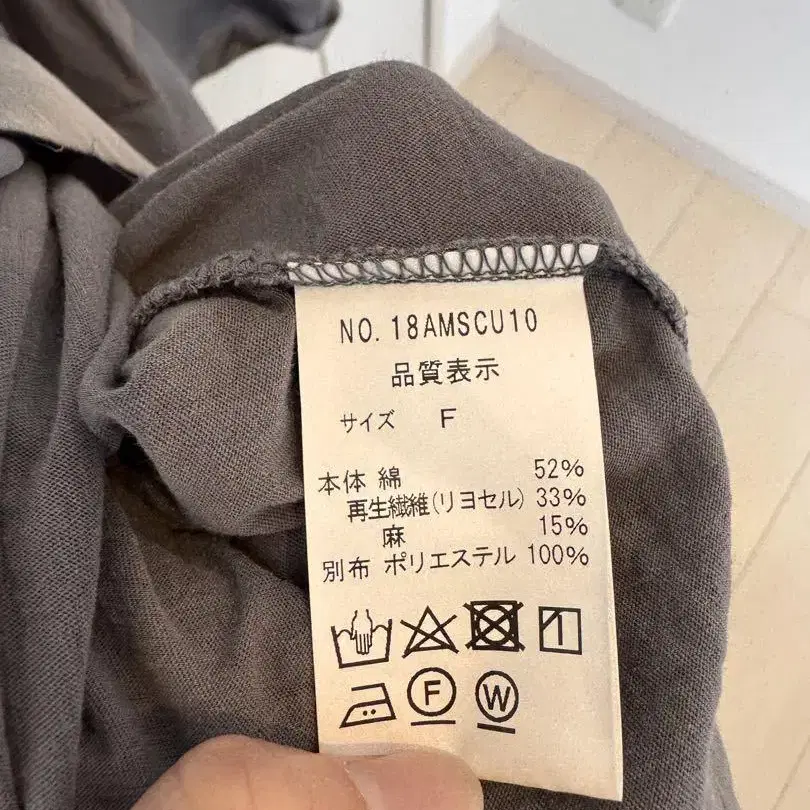 NO. 18AMSCU10
品質表示
サイズ F
本体 綿 52%
再生繊維(リヨセル) 33%
麻 15%
別布 ポリエステル 100%
F W